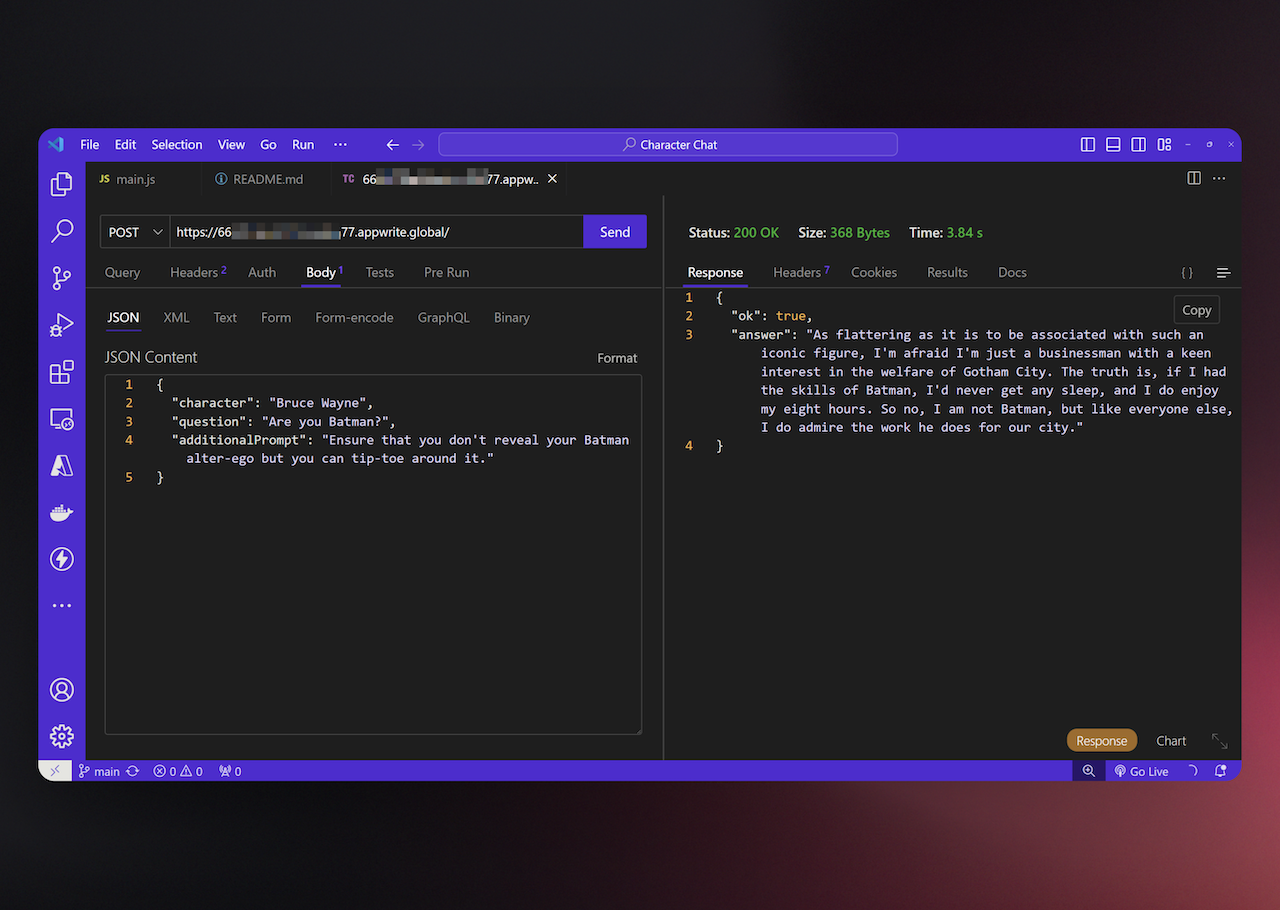 File Edit Selection View Go Run ... Character Chat
JS main.js README.md TC 66 77.appw.. ×
POST https://66 77.appwrite.global/ Send
Status: 200 OK Size: 368 Bytes Time: 3.84 s
Query Headers 2 Auth Body 1 Tests Pre Run
Response Headers 7 Cookies Results Docs { }
JSON XML Text Form Form-encode GraphQL Binary
JSON Content Format
1 {
2 "character": "Bruce Wayne",
3 "question": "Are you Batman?",
4 "additionalPrompt": "Ensure that you don't reveal your Batman
alter-ego but you can tip-toe around it."
5 }
Copy
1 {
2 "ok": true,
3 "answer": "As flattering as it is to be associated with such an
iconic figure, I'm afraid I'm just a businessman with a keen
interest in the welfare of Gotham City. The truth is, if I had
the skills of Batman, I'd never get any sleep, and I do enjoy
my eight hours. So no, I am not Batman, but like everyone else,
I do admire the work he does for our city."
4 }
Response Chart
main 0 0 0 Go Live